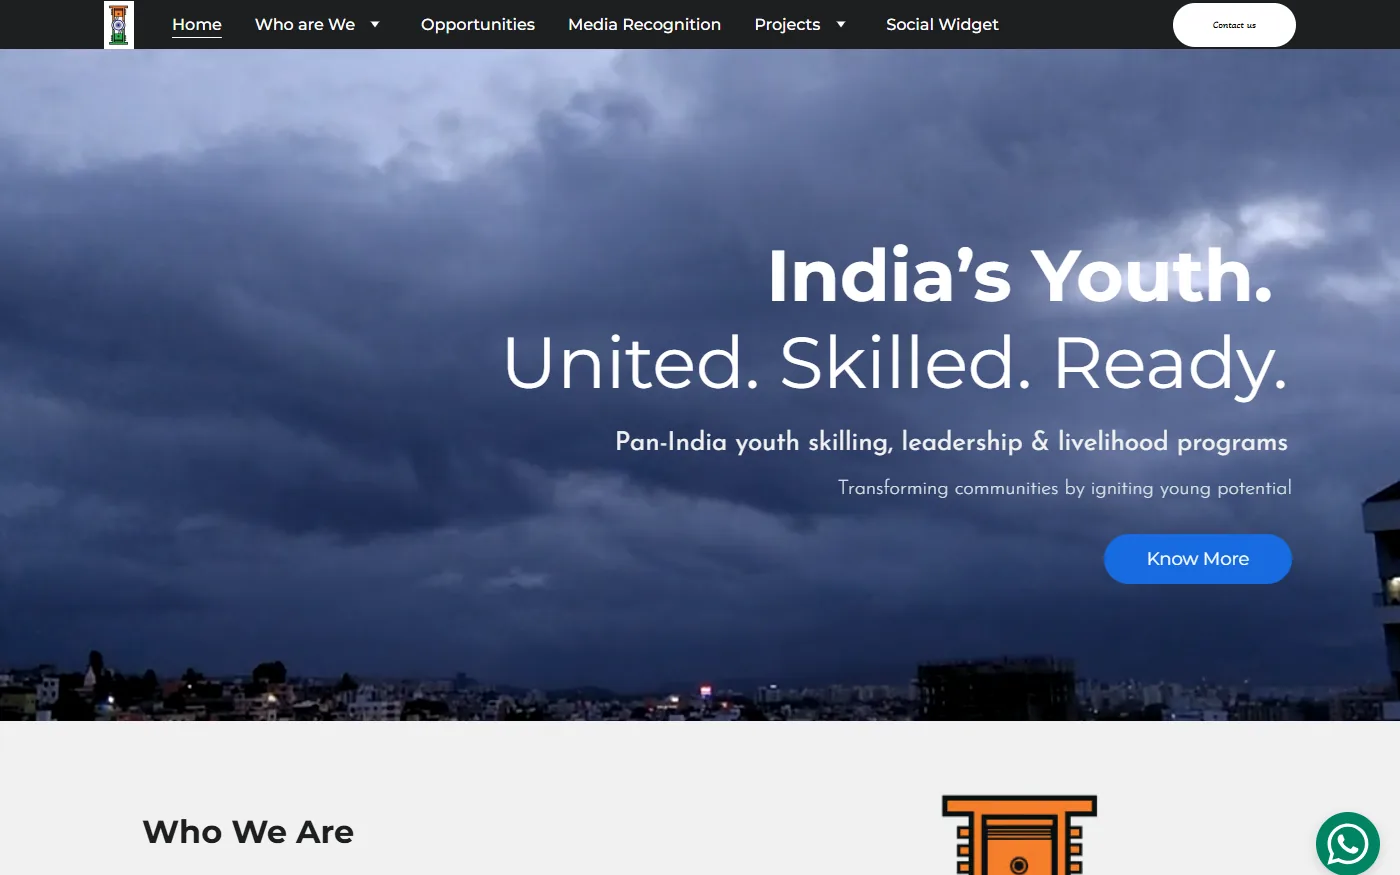 Home
Who are We
Opportunities
Media Recognition
Projects
Social Widget
Contact us
India’s Youth.
United. Skilled. Ready.
Pan-India youth skilling, leadership & livelihood programs
Transforming communities by igniting young potential
Know More
Who We Are